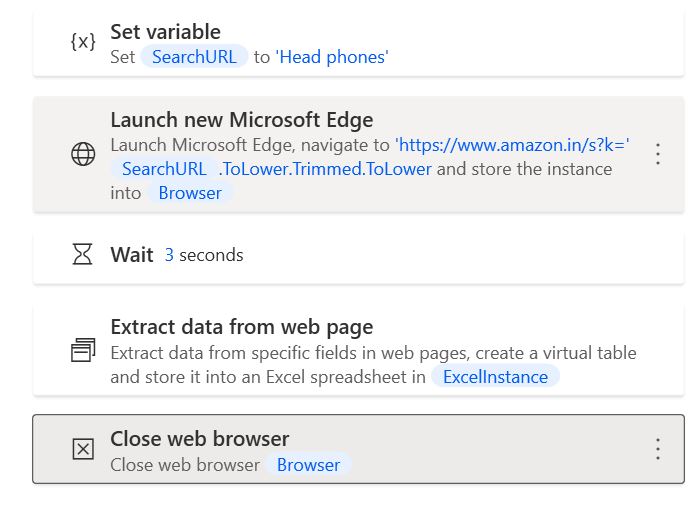 {x} Set variable
Set SearchURL to 'Head phones'
Launch new Microsoft Edge
Launch Microsoft Edge, navigate to 'https://www.amazon.in/s?k='
SearchURL .ToLower.Trimmed.ToLower and store the instance
into Browser
Wait 3 seconds
Extract data from web page
Extract data from specific fields in web pages, create a virtual table
and store it into an Excel spreadsheet in ExcelInstance
Close web browser
Close web browser Browser